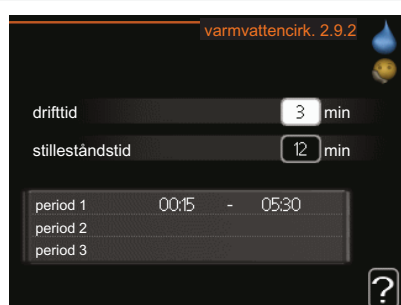 varmvattencirk. 2.9.2
drifttid 3 min
stilleståndstid 12 min
period 1 00:15 - 05:30
period 2
period 3
?